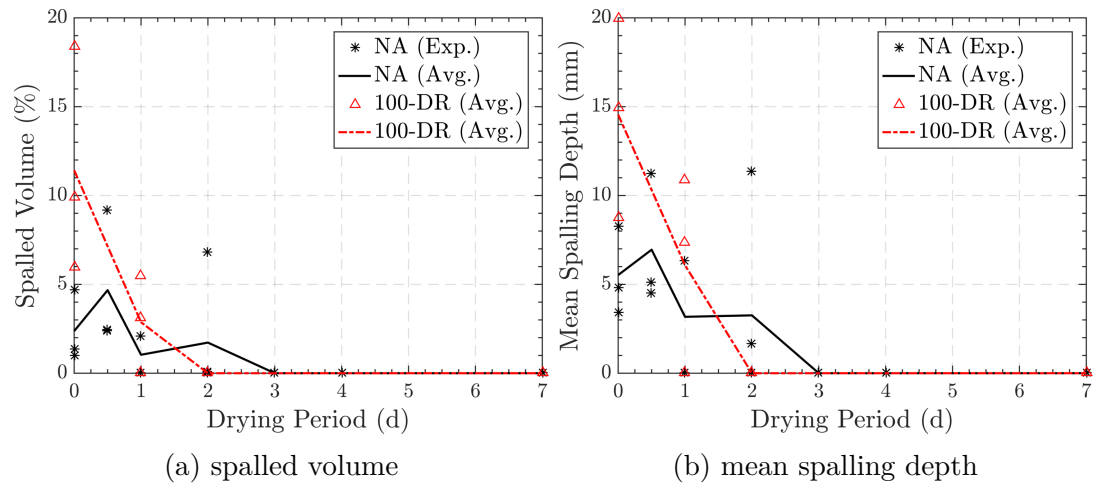 20
15
10
5
0
Spalled Volume (%)
0
1
2
3
4
5
6
7
Drying Period (d)
NA (Exp.)
NA (Avg.)
100-DR (Avg.)
100-DR (Avg.)
(a) spalled volume
20
15
10
5
0
Mean Spalling Depth (mm)
0
1
2
3
4
5
6
7
Drying Period (d)
NA (Exp.)
NA (Avg.)
100-DR (Avg.)
100-DR (Avg.)
(b) mean spalling depth